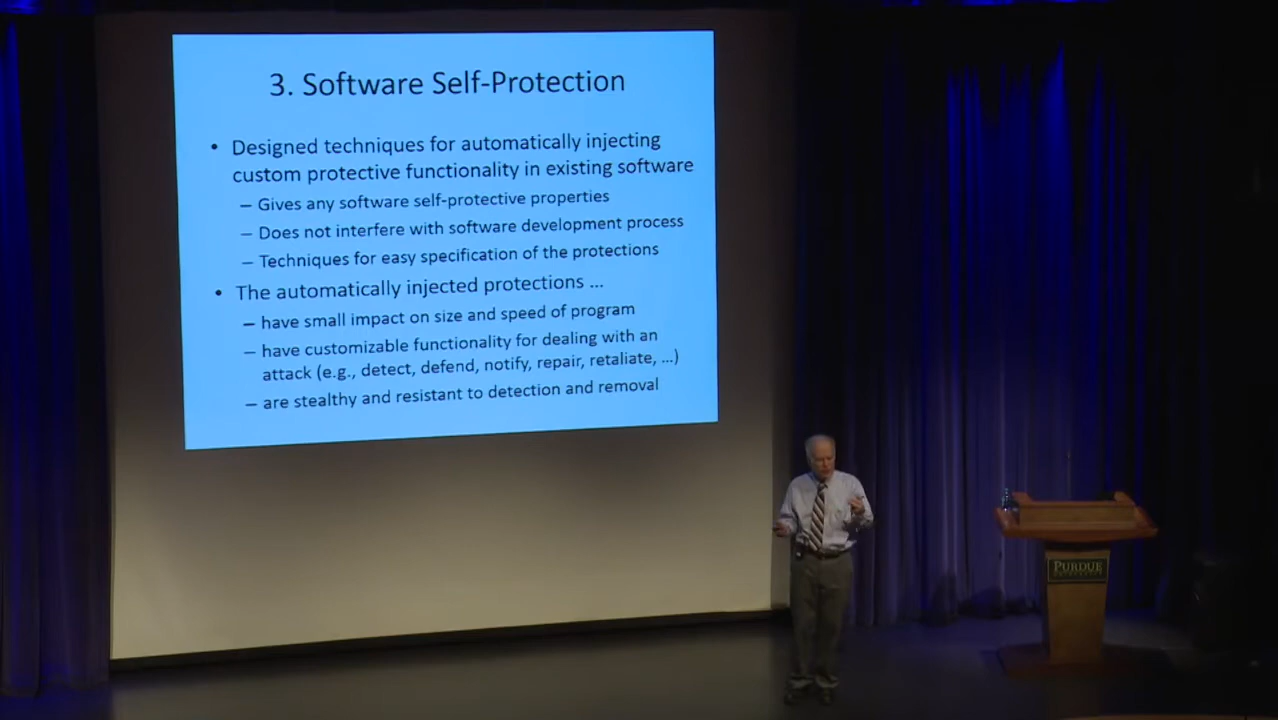 3. Software Self-Protection
• Designed techniques for automatically injecting
custom protective functionality in existing software
– Gives any software self-protective properties
– Does not interfere with software development process
– Techniques for easy specification of the protections
• The automatically injected protections ...
– have small impact on size and speed of program
– have customizable functionality for dealing with an
attack (e.g., detect, defend, notify, repair, retaliate, ...)
– are stealthy and resistant to detection and removal
PURDUE